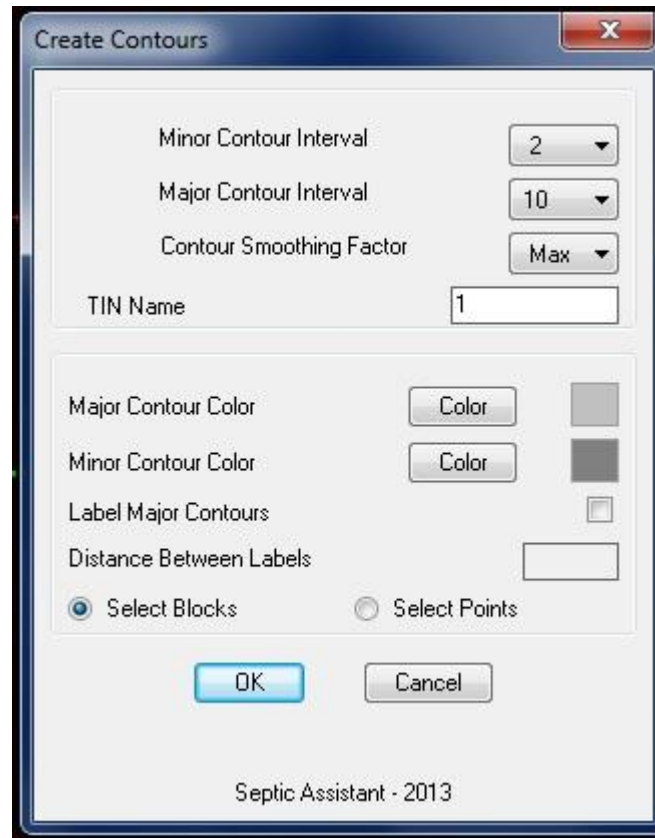 Create Contours
Minor Contour Interval 2
Major Contour Interval 10
Contour Smoothing Factor Max
TIN Name 1
Major Contour Color Color
Minor Contour Color Color
Label Major Contours
Distance Between Labels
Select Blocks Select Points
OK Cancel
Septic Assistant - 2013